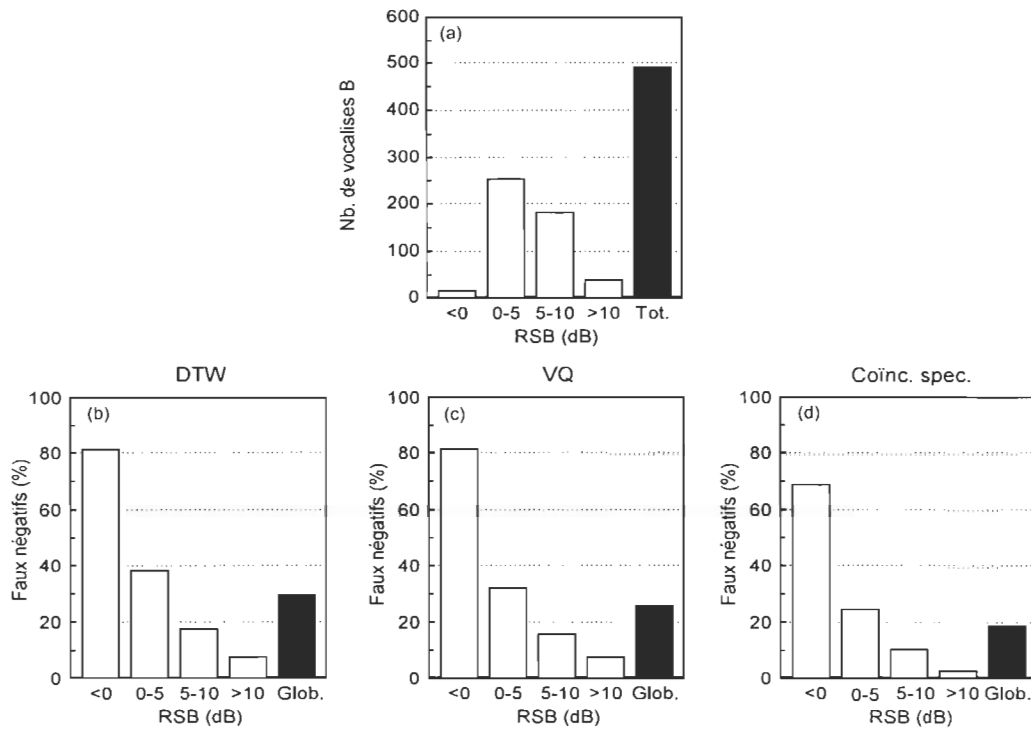 (a)
Nb. de vocalises B
600
500
400
300
200
100
0
<0 0-5 5-10 >10 Tot.
RSB (dB)
DTW
(b)
Faux négatifs (%)
100
80
60
40
20
0
<0 0-5 5-10 >10 Glob.
RSB (dB)
VQ
(c)
Faux négatifs (%)
100
80
60
40
20
0
<0 0-5 5-10 >10 Glob.
RSB (dB)
Coïnc. spec.
(d)
Faux négatifs (%)
100
80
60
40
20
0
<0 0-5 5-10 >10 Glob.
RSB (dB)